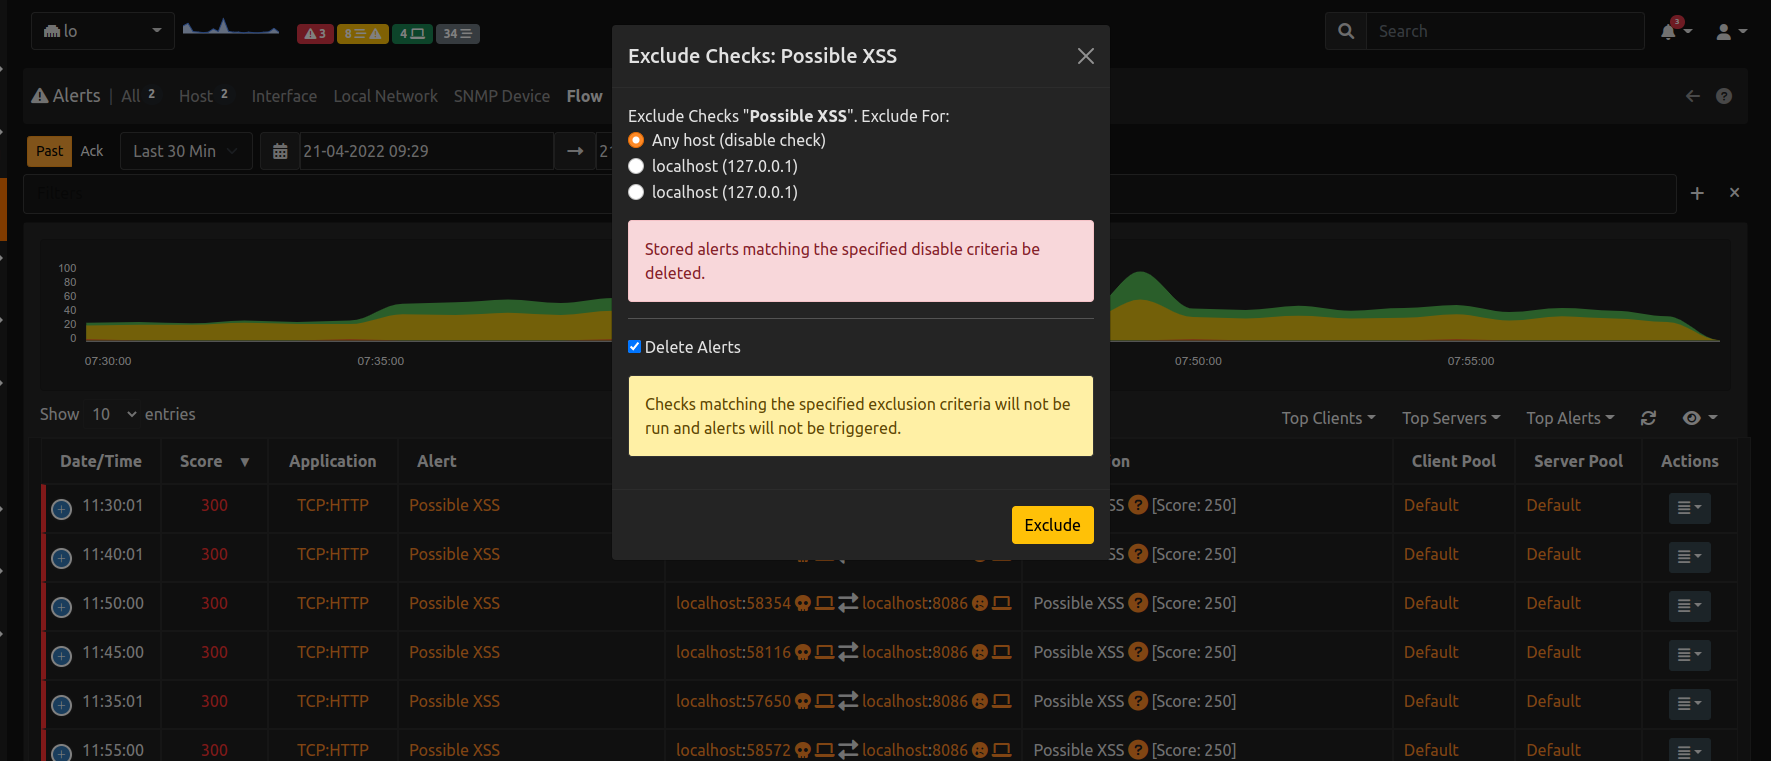 lo
3
8
4
34
Search
3
Exclude Checks: Possible XSS
Alerts | All 2 Host 2 Interface Local Network SNMP Device Flow
Past Ack Last 30 Min 21-04-2022 09:29 → 2
Filters
Exclude Checks "Possible XSS". Exclude For:
Any host (disable check)
localhost (127.0.0.1)
localhost (127.0.0.1)
Stored alerts matching the specified disable criteria be
deleted.
Delete Alerts
Checks matching the specified exclusion criteria will not be
run and alerts will not be triggered.
Exclude
100
80
60
40
20
0
07:30:00 07:35:00 07:50:00 07:55:00
Show 10 entries Top Clients Top Servers Top Alerts
Date/Time Score Application Alert on Client Pool Server Pool Actions
11:30:01 300 TCP:HTTP Possible XSS SS [Score: 250] Default Default
11:40:01 300 TCP:HTTP Possible XSS SS [Score: 250] Default Default
11:50:00 300 TCP:HTTP Possible XSS localhost:58354 localhost:8086 Possible XSS [Score: 250] Default Default
11:45:00 300 TCP:HTTP Possible XSS localhost:58116 localhost:8086 Possible XSS [Score: 250] Default Default
11:35:01 300 TCP:HTTP Possible XSS localhost:57650 localhost:8086 Possible XSS [Score: 250] Default Default
11:55:00 300 TCP:HTTP Possible XSS localhost:58572 localhost:8086 Possible XSS [Score: 250] Default Default